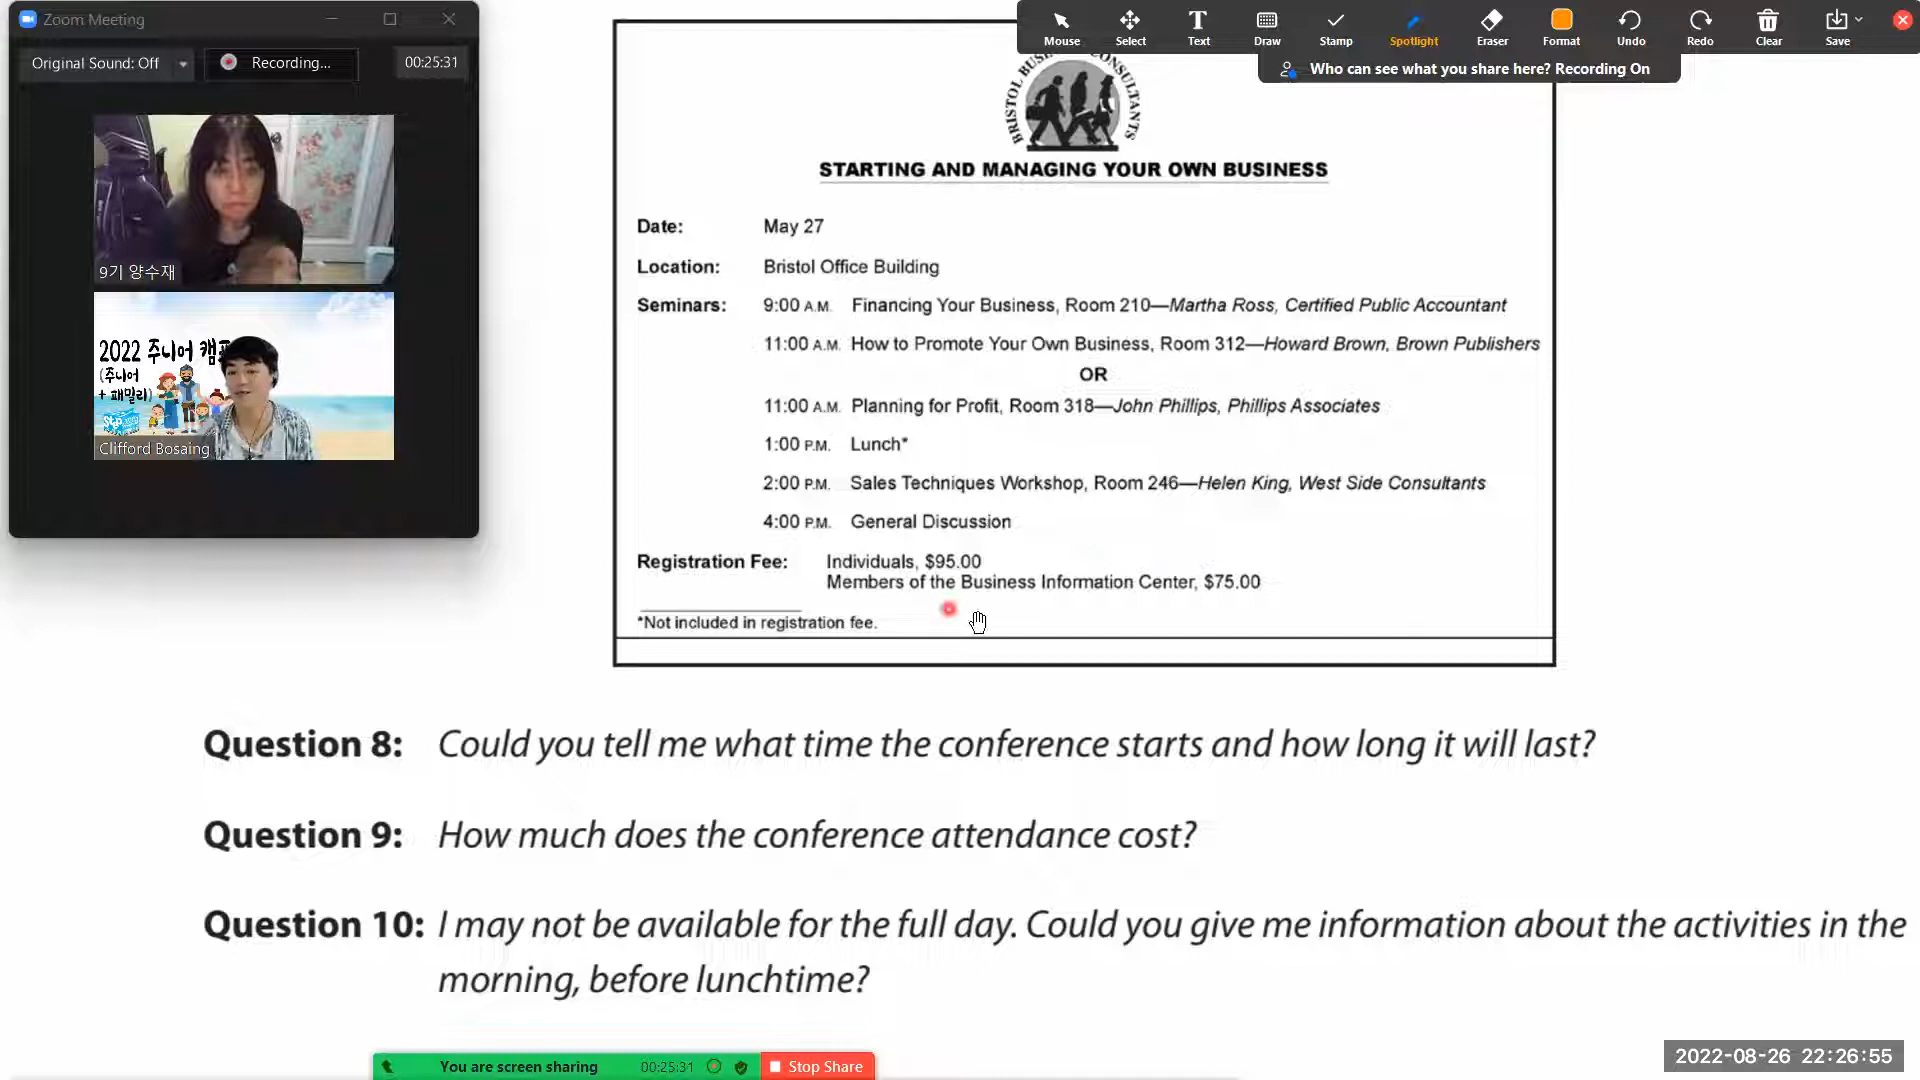 Zoom Meeting
Original Sound: Off
Recording...
00:25:31
9기 양수재
2022 주니어 캠프
(주니어
+ 패밀리)
Clifford Bosaing
Mouse
Select
Text
Draw
Stamp
Spotlight
Eraser
Format
Undo
Redo
Clear
Save
Who can see what you share here? Recording On
STARTING AND MANAGING YOUR OWN BUSINESS
Date: May 27
Location: Bristol Office Building
Seminars: 9:00 A.M. Financing Your Business, Room 210—Martha Ross, Certified Public Accountant
11:00 A.M. How to Promote Your Own Business, Room 312—Howard Brown, Brown Publishers
OR
11:00 A.M. Planning for Profit, Room 318—John Phillips, Phillips Associates
1:00 P.M. Lunch*
2:00 P.M. Sales Techniques Workshop, Room 246—Helen King, West Side Consultants
4:00 P.M. General Discussion
Registration Fee: Individuals, $95.00
Members of the Business Information Center, $75.00
*Not included in registration fee.
Question 8: Could you tell me what time the conference starts and how long it will last?
Question 9: How much does the conference attendance cost?
Question 10: I may not be available for the full day. Could you give me information about the activities in the
morning, before lunchtime?
You are screen sharing 00:25:31 Stop Share
2022-08-26 22:26:55